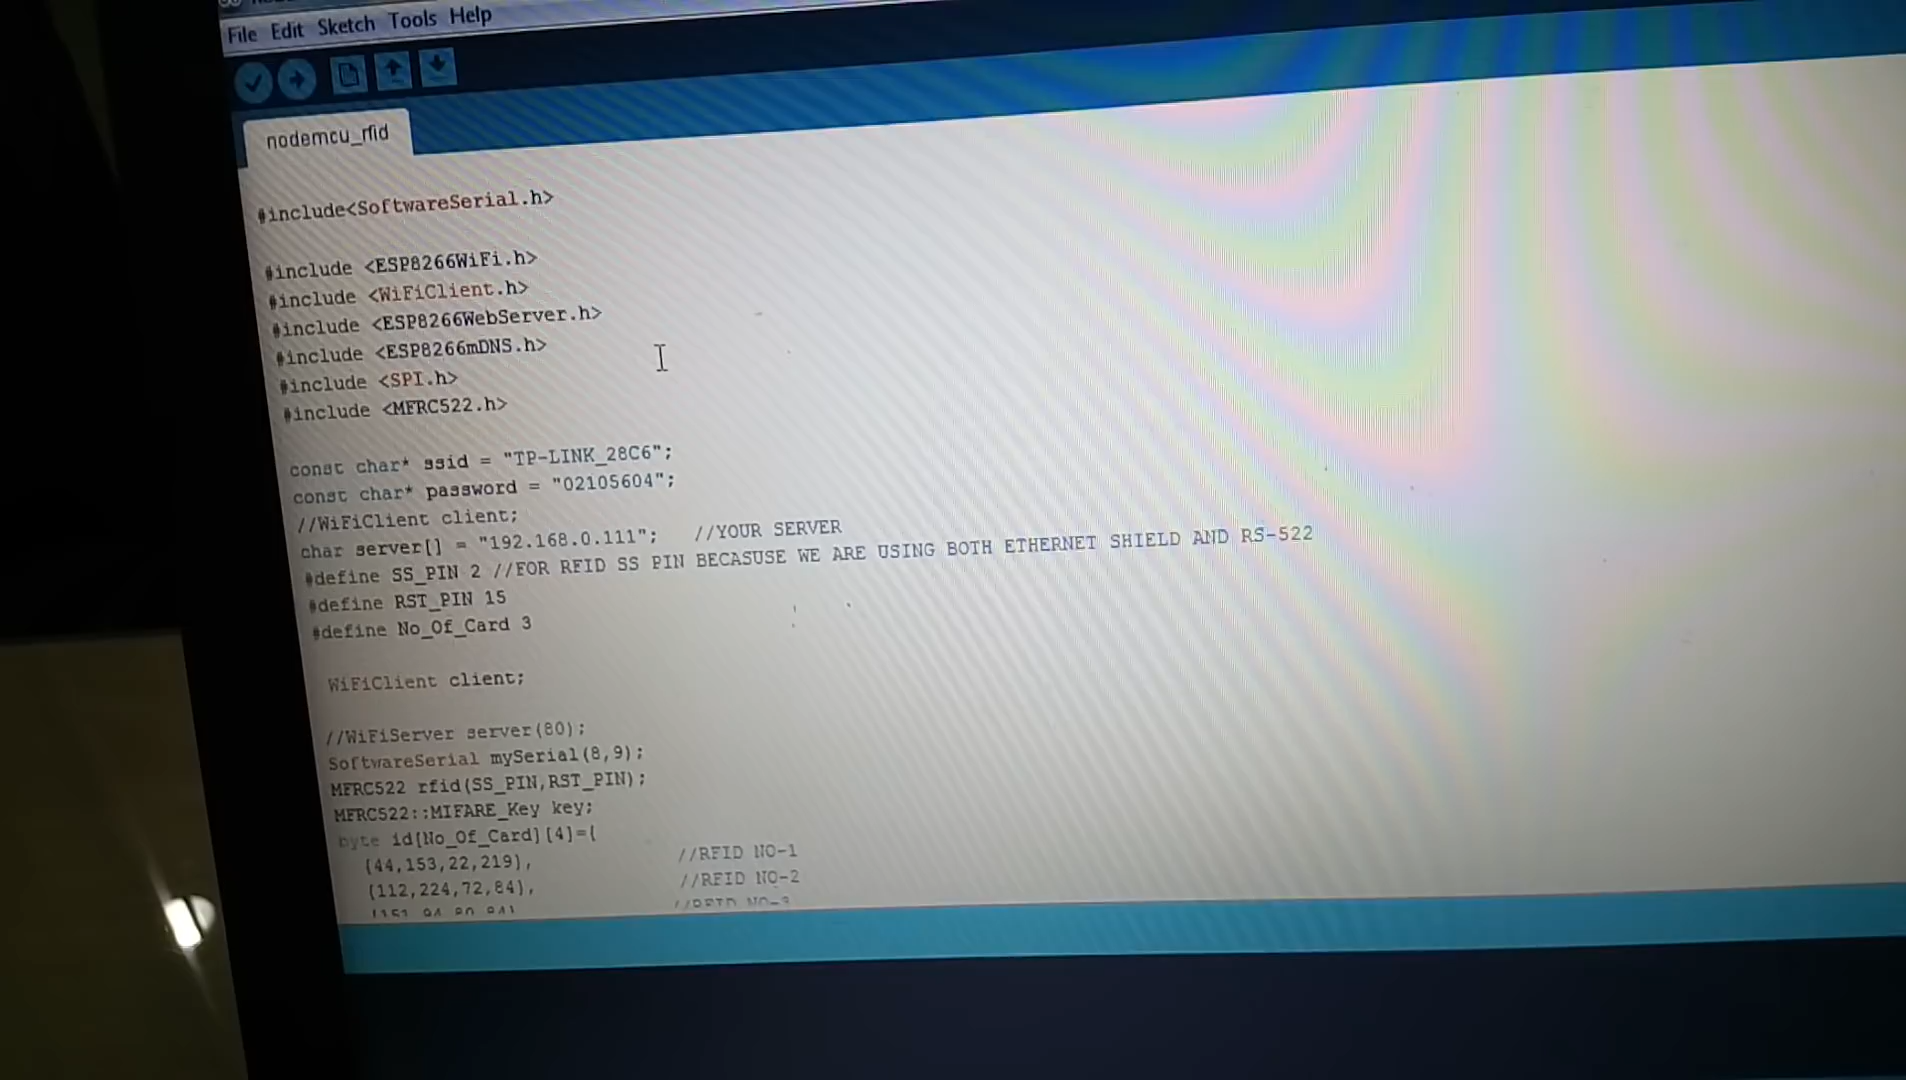 File Edit Sketch Tools Help
nodemcu_rfid
#include<SoftwareSerial.h>
#include <ESP8266WiFi.h>
#include <WiFiClient.h>
#include <ESP8266WebServer.h>
#include <ESP8266mDNS.h>
#include <SPI.h>
#include <MFRC522.h>
const char* ssid = "TP-LINK_28C6";
const char* password = "02105604";
//WiFiClient client;
char server[] = "192.168.0.111"; //YOUR SERVER
#define SS_PIN 2 //FOR RFID SS PIN BECASUSE WE ARE USING BOTH ETHERNET SHIELD AND RS-522
#define RST_PIN 15
#define No_Of_Card 3
WiFiClient client;
//WiFiServer server(80);
SoftwareSerial mySerial(8,9);
MFRC522 rfid(SS_PIN,RST_PIN);
MFRC522::MIFARE_Key key;
byte id[No_Of_Card][4]={
{44,153,22,219}, //RFID NO-1
{112,224,72,84}, //RFID NO-2
//RFID NO-3